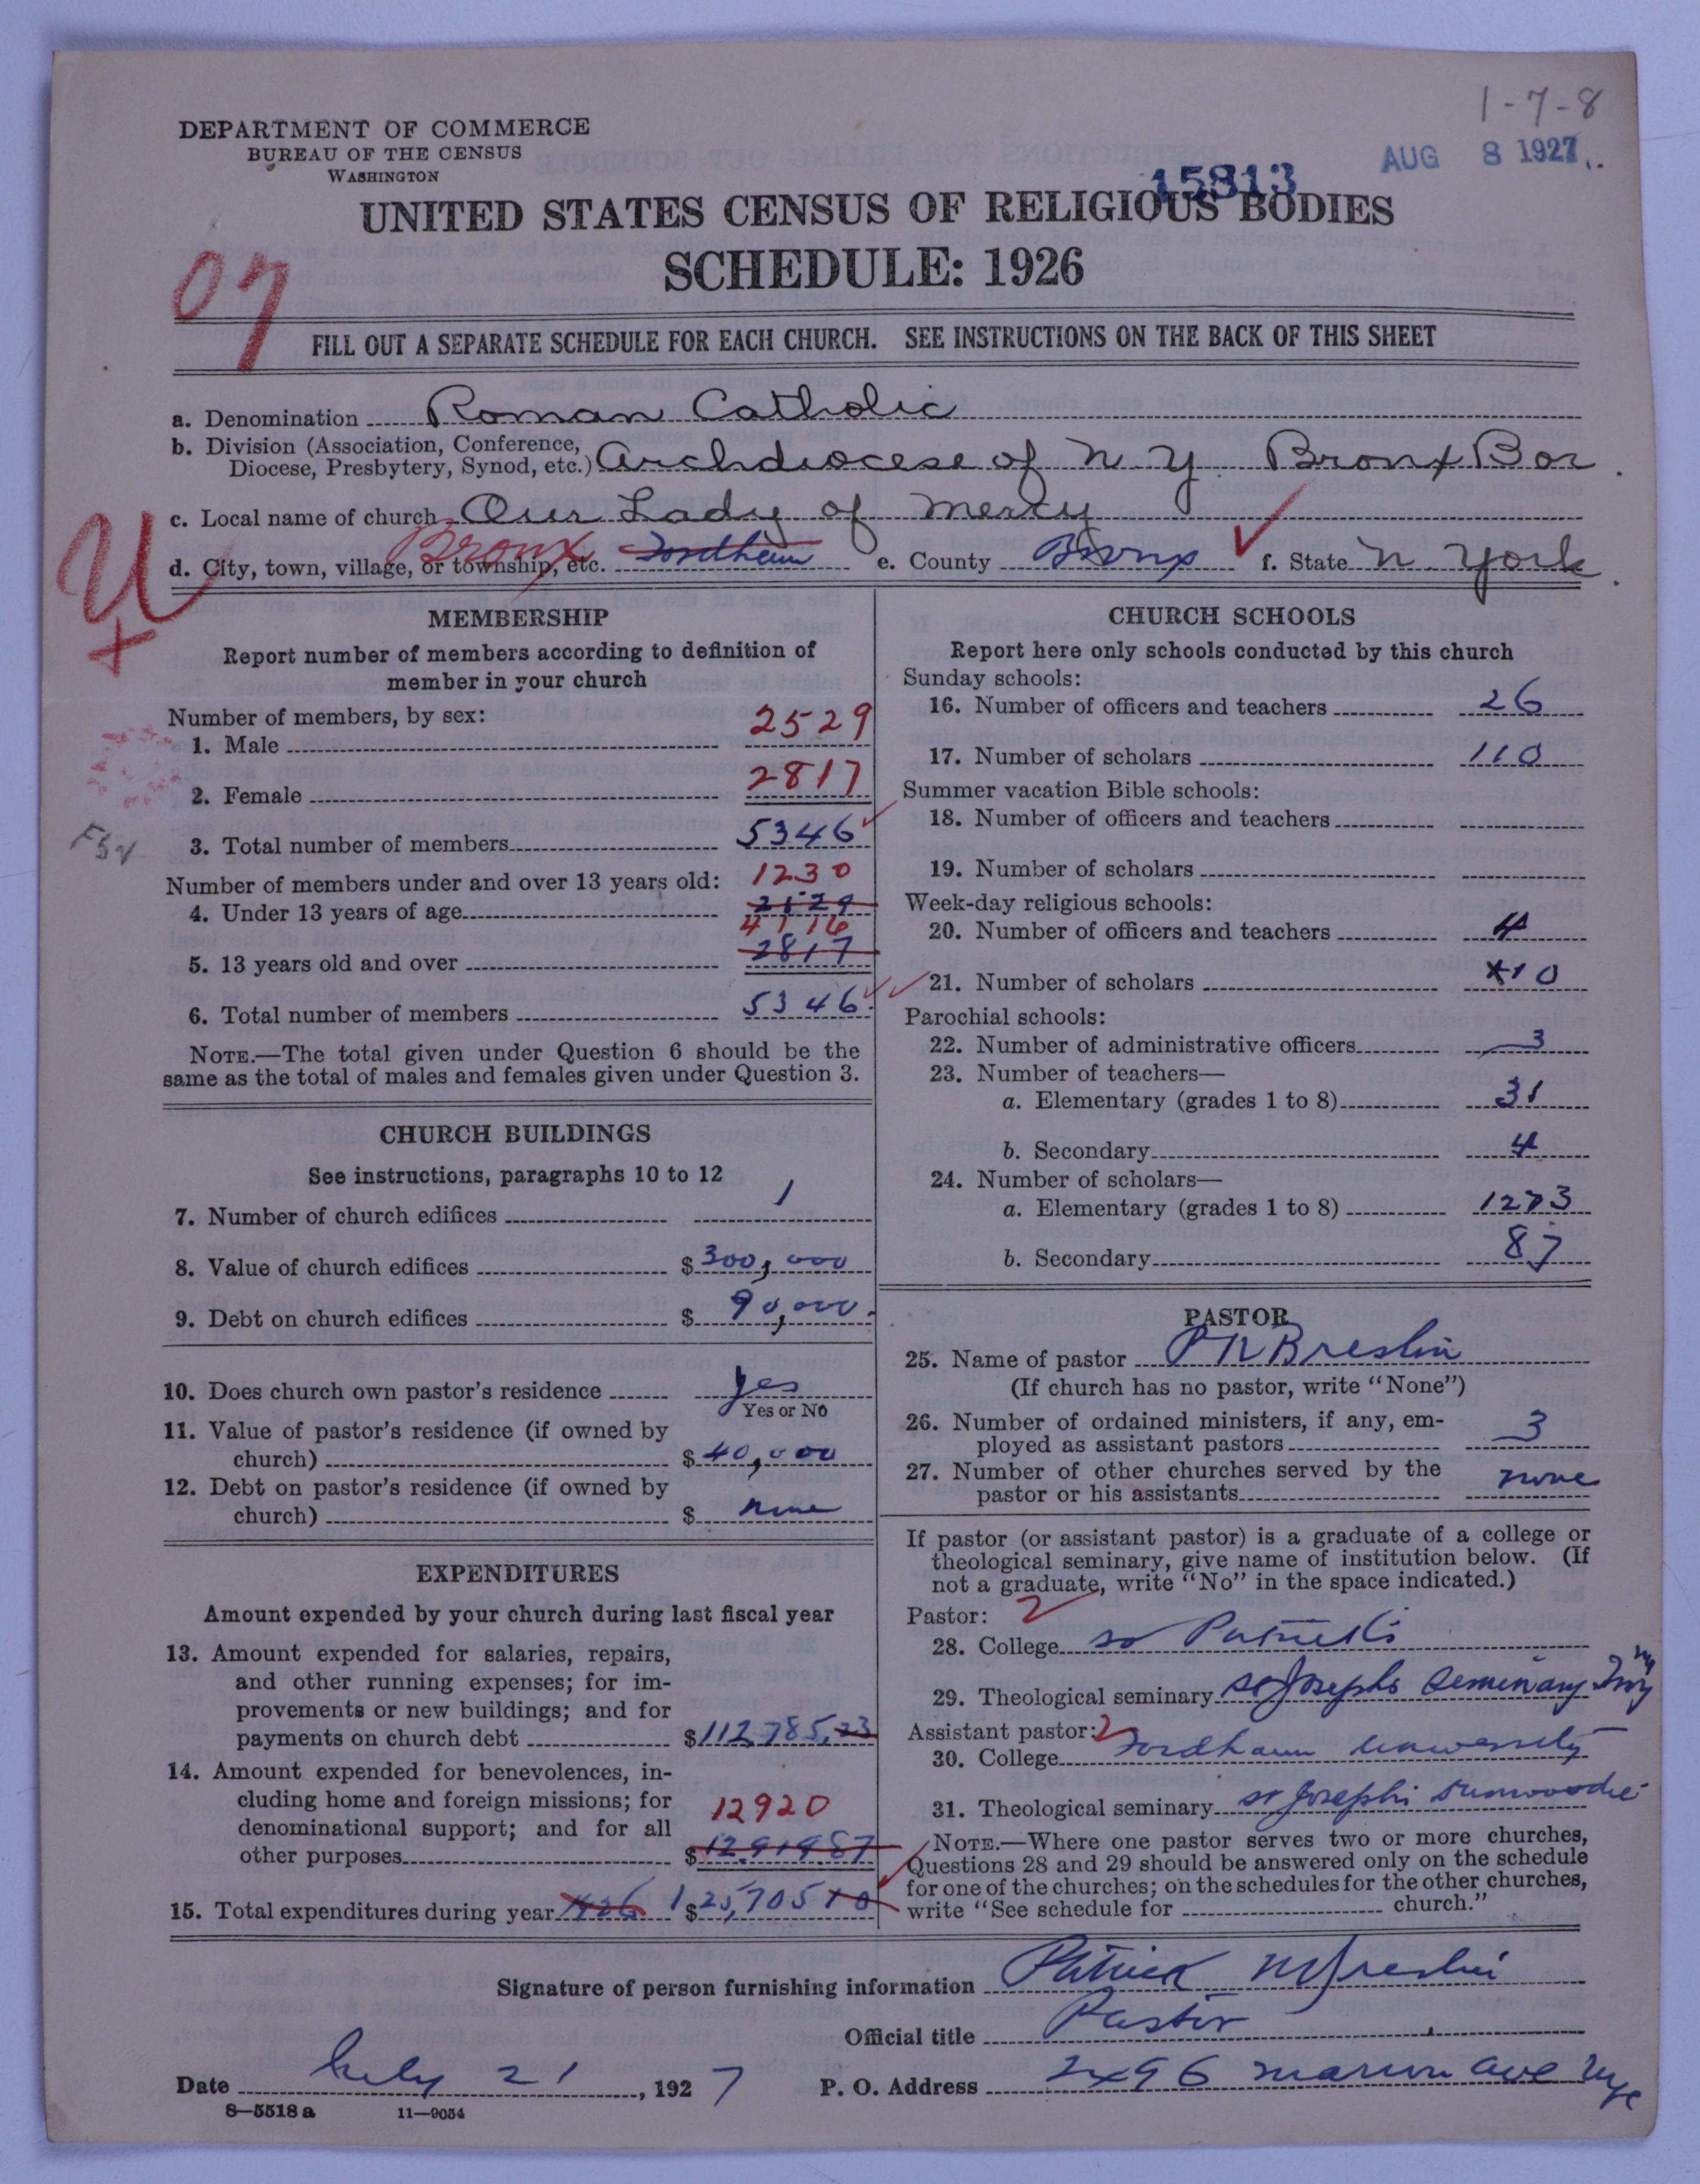 1-7-8
AUG 8 1927
DEPARTMENT OF COMMERCE
BUREAU OF THE CENSUS
WASHINGTON
15813
UNITED STATES CENSUS OF RELIGIOUS BODIES
SCHEDULE: 1926
07
FILL OUT A SEPARATE SCHEDULE FOR EACH CHURCH. SEE INSTRUCTIONS ON THE BACK OF THIS SHEET
a. Denomination Roman Catholic
b. Division (Association, Conference,
Diocese, Presbytery, Synod, etc.) Archdiocese of N Y. Bronx Bor.
c. Local name of church Our Lady of Mercy
d. City, town, village, or township, etc. Bronx Fordham e. County Bronx f. State N. York.
U
MEMBERSHIP
Report number of members according to definition of
member in your church
Number of members, by sex:
1. Male 2529
2. Female 2817
3. Total number of members 5346
Number of members under and over 13 years old: 1230
4. Under 13 years of age 2529
4116
5. 13 years old and over 2817
6. Total number of members 5346
NOTE.—The total given under Question 6 should be the
same as the total of males and females given under Question 3.
CHURCH BUILDINGS
See instructions, paragraphs 10 to 12
7. Number of church edifices 1
8. Value of church edifices $300,000
9. Debt on church edifices $ 90,000.
10. Does church own pastor's residence Yes
Yes or No
11. Value of pastor's residence (if owned by
church) $40,000
12. Debt on pastor's residence (if owned by
church) $ none
EXPENDITURES
Amount expended by your church during last fiscal year
13. Amount expended for salaries, repairs,
and other running expenses; for im-
provements or new buildings; and for
payments on church debt $112,785.23
14. Amount expended for benevolences, in-
cluding home and foreign missions; for
denominational support; and for all 12920
other purposes $12,919.87
15. Total expenditures during year 1926 $125,705 10
CHURCH SCHOOLS
Report here only schools conducted by this church
Sunday schools:
16. Number of officers and teachers 26
17. Number of scholars 110
Summer vacation Bible schools:
18. Number of officers and teachers
19. Number of scholars
Week-day religious schools:
20. Number of officers and teachers 4
21. Number of scholars
Parochial schools:
22. Number of administrative officers 3
23. Number of teachers—
a. Elementary (grades 1 to 8) 31
b. Secondary 4
24. Number of scholars—
a. Elementary (grades 1 to 8) 1273
b. Secondary 87
PASTOR
25. Name of pastor P N Breslin
(If church has no pastor, write "None")
26. Number of ordained ministers, if any, em-
ployed as assistant pastors 3
27. Number of other churches served by the
pastor or his assistants none
If pastor (or assistant pastor) is a graduate of a college or
theological seminary, give name of institution below. (If
not a graduate, write "No" in the space indicated.)
Pastor: 2
28. College St Patricks
29. Theological seminary St Josephs Seminary Troy NY
Assistant pastor: 2
30. College Fordham University
31. Theological seminary St Josephs Dunwoodie
NOTE.—Where one pastor serves two or more churches,
Questions 28 and 29 should be answered only on the schedule
for one of the churches; on the schedules for the other churches,
write "See schedule for church."
Signature of person furnishing information Patrick N Breslin
Official title Pastor
Date July 21, 1927 P. O. Address 2496 Marion Ave NYC
8—5518 a 11—9054